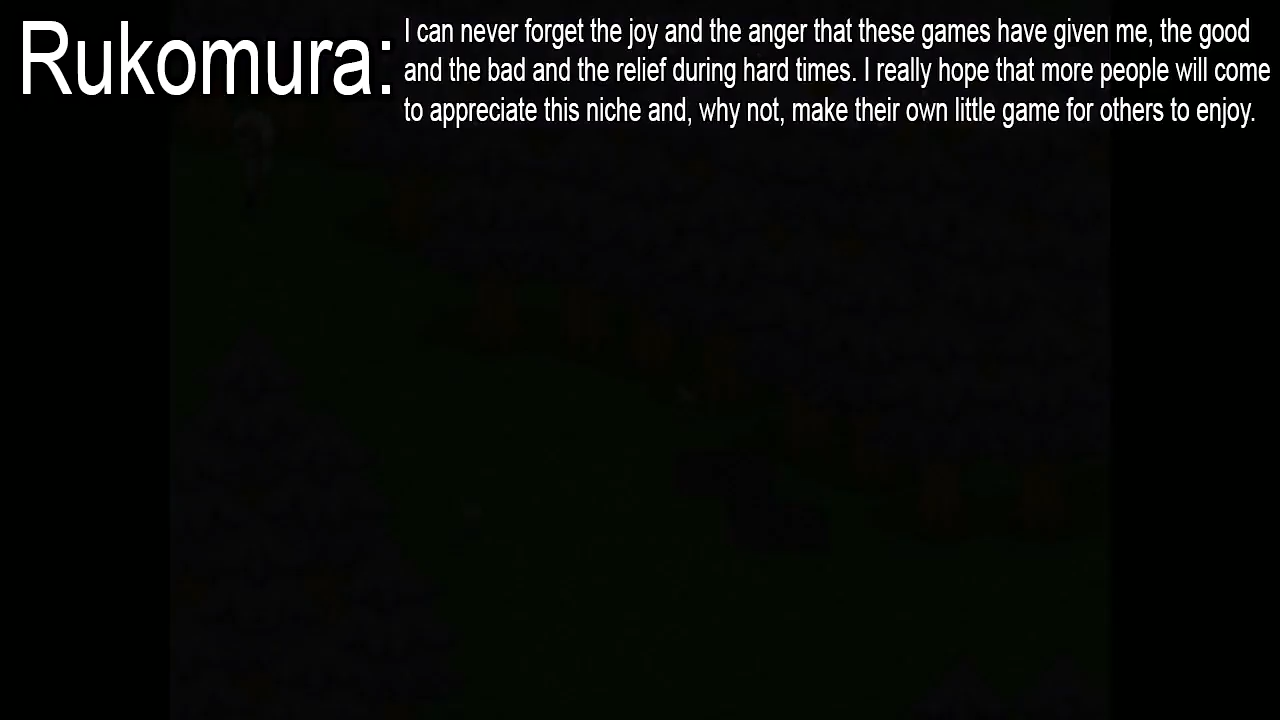 Rukomura:
I can never forget the joy and the anger that these games have given me, the good
and the bad and the relief during hard times. I really hope that more people will come
to appreciate this niche and, why not, make their own little game for others to enjoy.